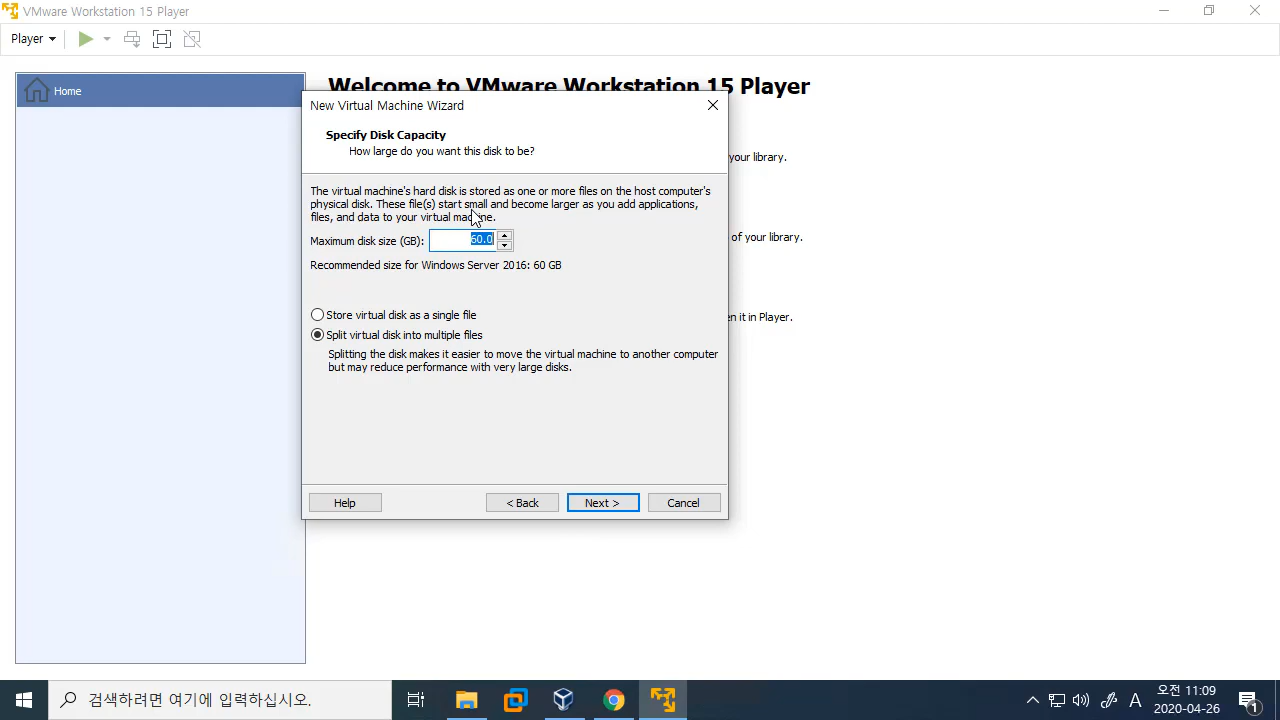 VMware Workstation 15 Player
Player
Home
Welcome to VMware Workstation 15 Player
your library.
of your library.
en it in Player.
New Virtual Machine Wizard
Specify Disk Capacity
How large do you want this disk to be?
The virtual machine's hard disk is stored as one or more files on the host computer's
physical disk. These file(s) start small and become larger as you add applications,
files, and data to your virtual machine.
Maximum disk size (GB): 60.0
Recommended size for Windows Server 2016: 60 GB
Store virtual disk as a single file
Split virtual disk into multiple files
Splitting the disk makes it easier to move the virtual machine to another computer
but may reduce performance with very large disks.
Help < Back Next > Cancel
검색하려면 여기에 입력하십시오.
A
오전 11:09
2020-04-26
1